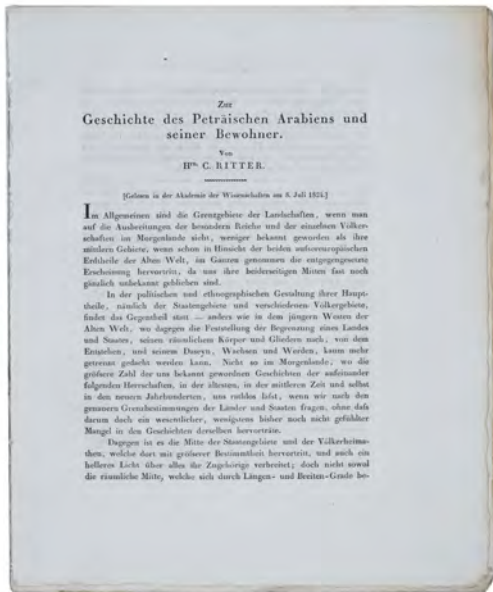 Zur
Geschichte des Peträischen Arabiens und
seiner Bewohner.
Von
Hrn. C. RITTER.
[Gelesen in der Akademie der Wissenschaften am 8. Juli 1824.]
Im Allgemeinen sind die Grenzgebiete der Landschaften, wenn man
auf die Ausbreitungen der besondern Reiche und der einzelnen Völker-
schaften im Morgenlande sieht, weniger bekannt geworden als ihre
mittlern Gebiete, wenn schon in Hinsicht der beiden aufsereuropäischen
Erdtheile der Alten Welt, im Ganzen genommen die entgegengesetzte
Erscheinung hervortritt, da uns ihre beiderseitigen Mitten fast noch
gänzlich unbekannt geblieben sind.
In der politischen und ethnographischen Gestaltung ihrer Haupt-
theile, nämlich der Staatengebiete und verschiedenen Völkergebiete,
findet das Gegentheil statt — anders wie in dem jüngern Westen der
Alten Welt, wo dagegen die Feststellung der Begrenzung eines Landes
und Staates, seinen räumlichen Körper und Gliedern nach, von dem
Entstehen, und seinem Daseyn, Wachsen und Werden, kaum mehr
getrennt gedacht werden kann. Nicht so im Morgenlande, wo die
gröfsere Zahl der uns bekannt gewordnen Geschichten der aufeinander
folgenden Herrschaften, in der ältesten, in der mittleren Zeit und selbst
in den neuern Jahrhunderten, uns rathlos läfst, wenn wir nach den
genauern Grenzbestimmungen der Länder und Staaten fragen, ohne dafs
darum doch ein wesentlicher, wenigstens bisher noch nicht gefühlter
Mangel in den Geschichten derselben hervorträte.
Dagegen ist es die Mitte der Staatengebiete und der Völkerheima-
then, welche dort mit gröfserer Bestimmtheit hervortritt, und auch ein
helleres Licht über alles ihr Zugehörige verbreitet; doch nicht sowol
die räumliche Mitte, welche sich durch Längen- und Breiten-Grade be-